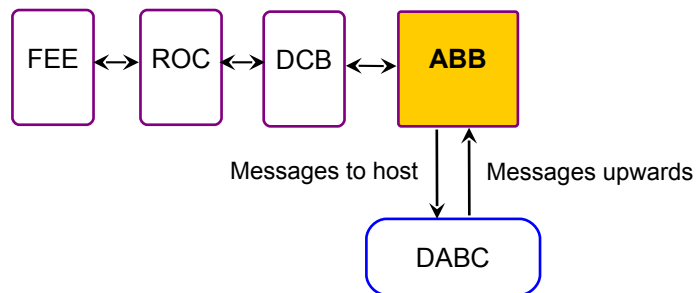 FEE
ROC
DCB
ABB
Messages to host
Messages upwards
DABC